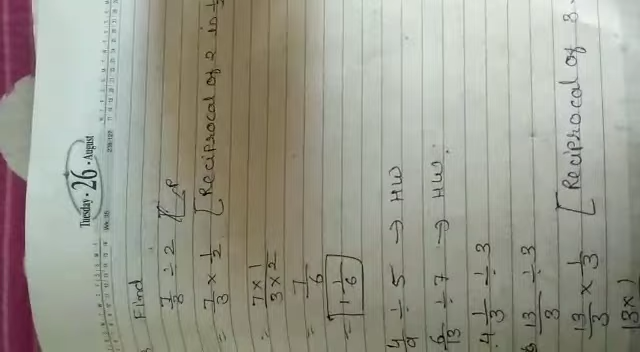 Tuesday • 26 • August
Find
7/3 ÷ 2
= 7/3 × 1/2 [Reciprocal of 2 is
= 7 × 1 / 3 × 2
= 7/6
= 1 1/6
4/9 ÷ 5 → HW
6/13 ÷ 7 → HW.
4 1/3 ÷ 3
13/3 ÷ 3
13/3 × 1/3 [Reciprocal of 3
13 × 1